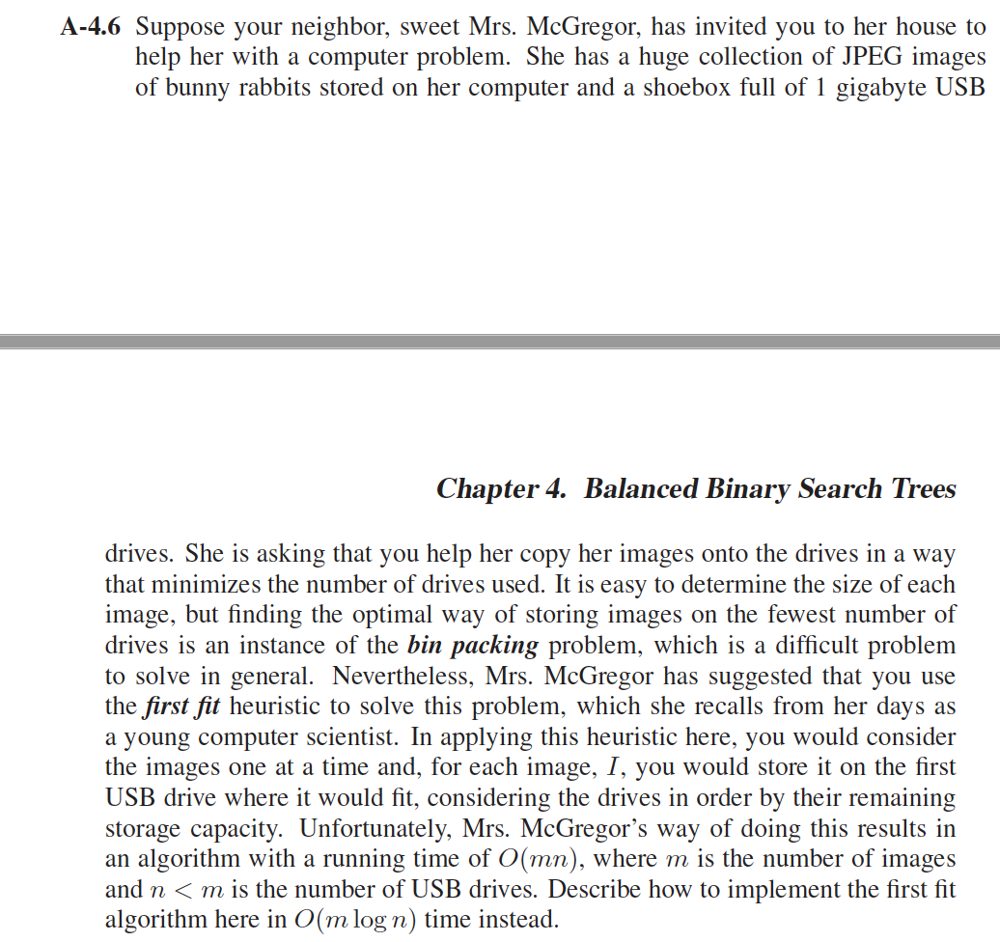 A-4.6 Suppose your neighbor, sweet Mrs. McGregor, has invited you to her house to
help her with a computer problem. She has a huge collection of JPEG images
of bunny rabbits stored on her computer and a shoebox full of 1 gigabyte USB
Chapter 4. Balanced Binary Search Trees
drives. She is asking that you help her copy her images onto the drives in a way
that minimizes the number of drives used. It is easy to determine the size of each
image, but finding the optimal way of storing images on the fewest number of
drives is an instance of the bin packing problem, which is a difficult problem
to solve in general. Nevertheless, Mrs. McGregor has suggested that you use
the first fit heuristic to solve this problem, which she recalls from her days as
a young computer scientist. In applying this heuristic here, you would consider
the images one at a time and, for each image, I, you would store it on the first
USB drive where it would fit, considering the drives in order by their remaining
storage capacity. Unfortunately, Mrs. McGregor's way of doing this results in
an algorithm with a running time of O(mn), where m is the number of images
and n < m is the number of USB drives. Describe how to implement the first fit
algorithm here in O(m log n) time instead.